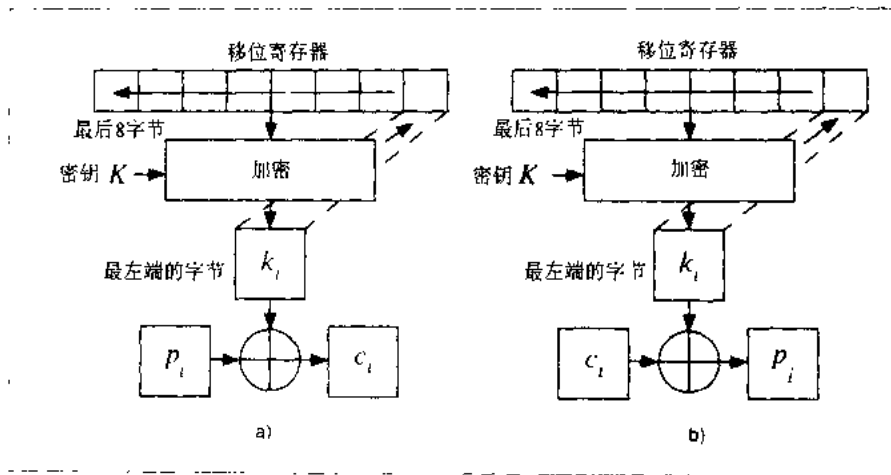 移位寄存器
最后8字节
密钥 K
加密
最左端的字节
k_i
p_i
c_i
a)
移位寄存器
最后8字节
密钥 K
加密
最左端的字节
k_i
c_i
p_i
b)